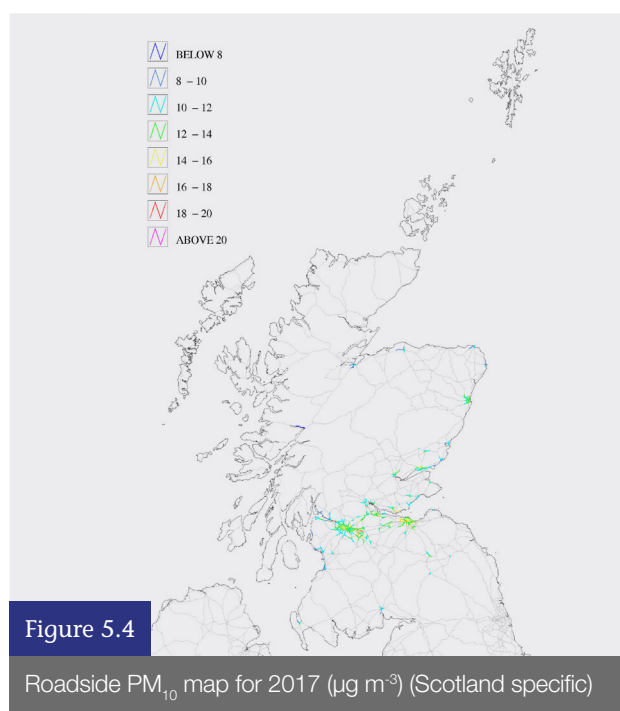 BELOW 8
8 – 10
10 – 12
12 – 14
14 – 16
16 – 18
18 – 20
ABOVE 20
Figure 5.4
Roadside PM₁₀ map for 2017 (µg m⁻³) (Scotland specific)